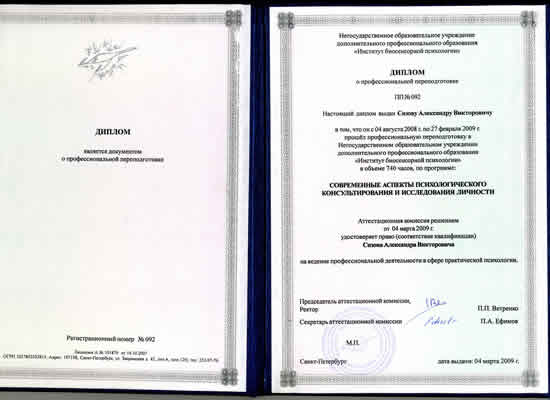 ДИПЛОМ
является документом
о профессиональной переподготовке
Регистрационный номер № 092
Негосударственное образовательное учреждение
дополнительного профессионального образования
«Институт биосенсорной психологии»
ДИПЛОМ
о профессиональной переподготовке
ПП № 092
Настоящий диплом выдан Сизову Александру Викторовичу
в том, что он с 04 августа 2008 г. по 27 февраля 2009 г.
прошёл профессиональную переподготовку в
Негосударственном образовательном учреждении
дополнительного профессионального образования
«Институт биосенсорной психологии»
в объеме 740 часов, по программе:
СОВРЕМЕННЫЕ АСПЕКТЫ ПСИХОЛОГИЧЕСКОГО
КОНСУЛЬТИРОВАНИЯ И ИССЛЕДОВАНИЯ ЛИЧНОСТИ
Аттестационная комиссия решением
от 04 марта 2009 г.
удостоверяет право (соответствие квалификации)
Сизова Александра Викторовича
на ведение профессиональной деятельности в сфере практической психологии.
Председатель аттестационной комиссии,
Ректор
П.П. Ветренко
Секретарь аттестационной комиссии
П.А. Ефимов
М.П.
Санкт-Петербург
дата выдачи: 04 марта 2009 г.